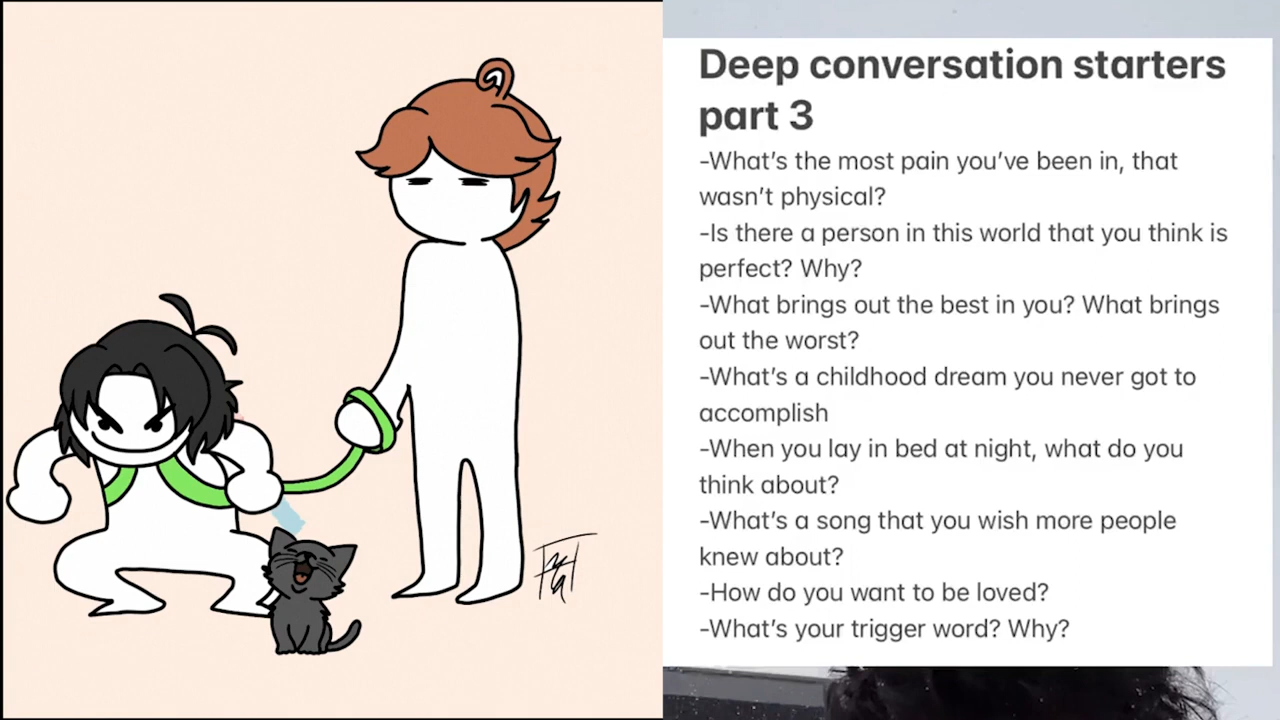 Deep conversation starters
part 3
-What's the most pain you've been in, that
wasn't physical?
-Is there a person in this world that you think is
perfect? Why?
-What brings out the best in you? What brings
out the worst?
-What's a childhood dream you never got to
accomplish
-When you lay in bed at night, what do you
think about?
-What's a song that you wish more people
knew about?
-How do you want to be loved?
-What's your trigger word? Why?